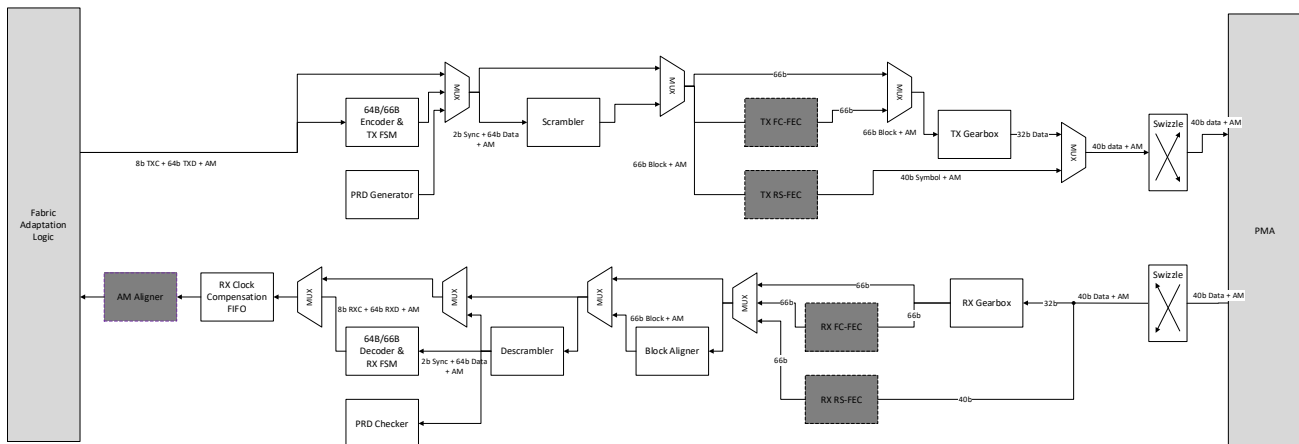 Fabric
Adaptation
Logic
8b TXC + 64b TXD + AM
64B/66B
Encoder &
TX FSM
PRD Generator
MUX
2b Sync + 64b Data
+ AM
Scrambler
MUX
66b Block + AM
66b
TX FC-FEC
66b
TX RS-FEC
MUX
66b Block + AM
TX Gearbox
32b Data
40b Symbol + AM
MUX
40b data + AM
Swizzle
40b data + AM
PMA
AM Aligner
RX Clock
Compensation
FIFO
MUX
8b RXC + 64b RXD + AM
64B/66B
Decoder &
RX FSM
PRD Checker
MUX
2b Sync + 64b Data
+ AM
Descrambler
MUX
66b Block + AM
Block Aligner
MUX
66b
66b
66b
RX FC-FEC
66b
RX RS-FEC
40b
RX Gearbox
32b
40b Data + AM
Swizzle
40b Data + AM